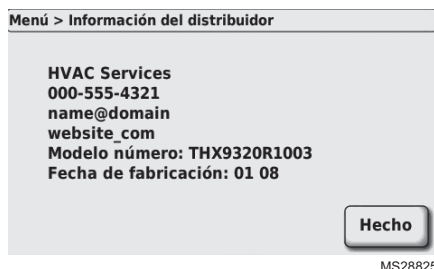 Menú > Información del distribuidor
HVAC Services
000-555-4321
name@domain
website_com
Modelo número: THX9320R1003
Fecha de fabricación: 01 08
Hecho
MS28825